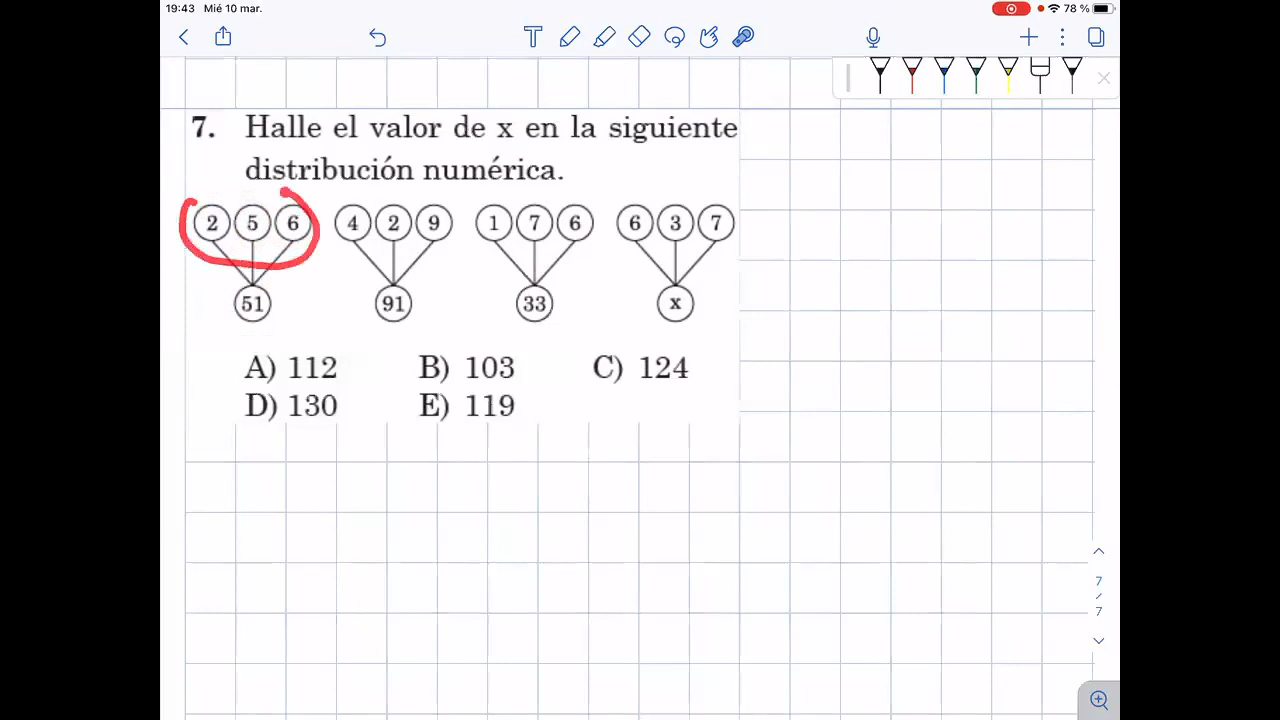 19:43 Mié 10 mar.
78 %
T
7. Halle el valor de x en la siguiente
distribución numérica.
2 5 6 4 2 9 1 7 6 6 3 7
51 91 33 x
A) 112 B) 103 C) 124
D) 130 E) 119
7
/
7